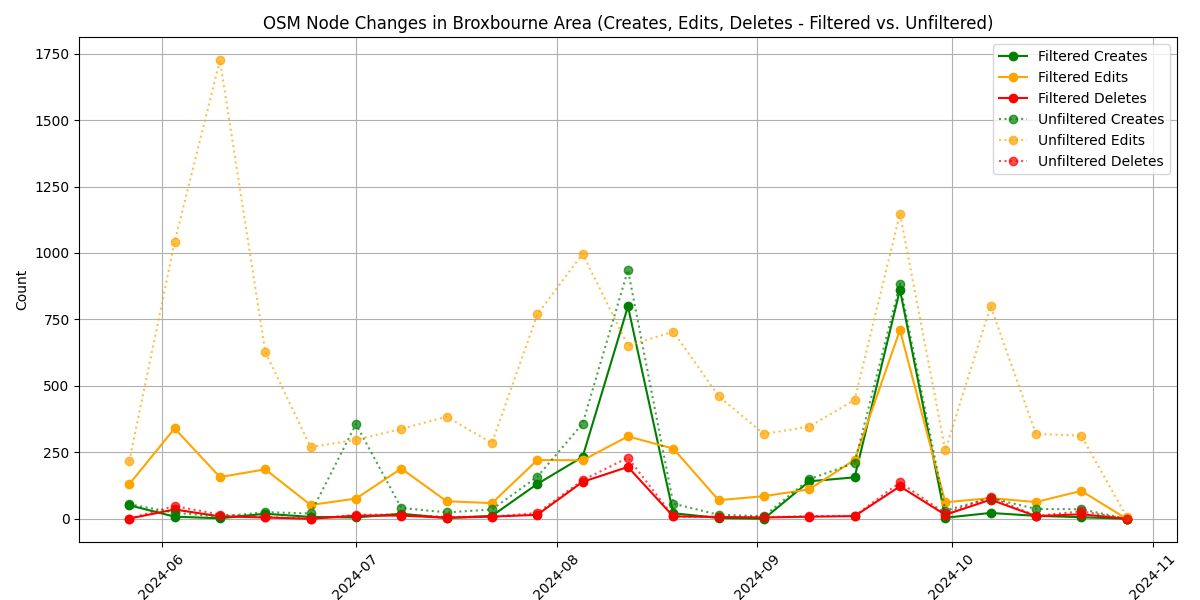 OSM Node Changes in Broxbourne Area (Creates, Edits, Deletes - Filtered vs. Unfiltered)
Count
1750
1500
1250
1000
750
500
250
0
2024-06
2024-07
2024-08
2024-09
2024-10
2024-11
Filtered Creates
Filtered Edits
Filtered Deletes
Unfiltered Creates
Unfiltered Edits
Unfiltered Deletes